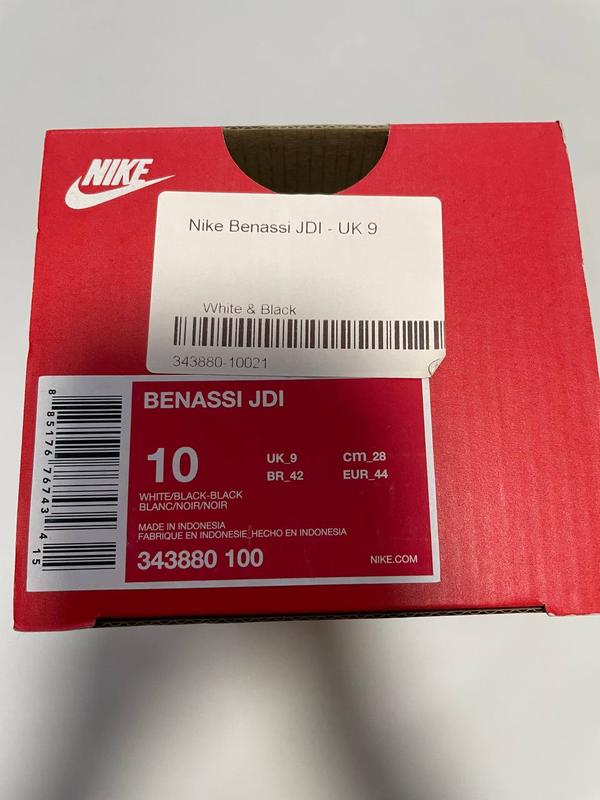 NIKE
Nike Benassi JDI - UK 9
White & Black
343880-10021
BENASSI JDI
10
UK_9
cm_28
BR_42
EUR_44
WHITE/BLACK-BLACK
BLANC/NOIR/NOIR
MADE IN INDONESIA
FABRIQUE EN INDONESIE_HECHO EN INDONESIA
343880 100
NIKE.COM
8 85176 76743 4 15